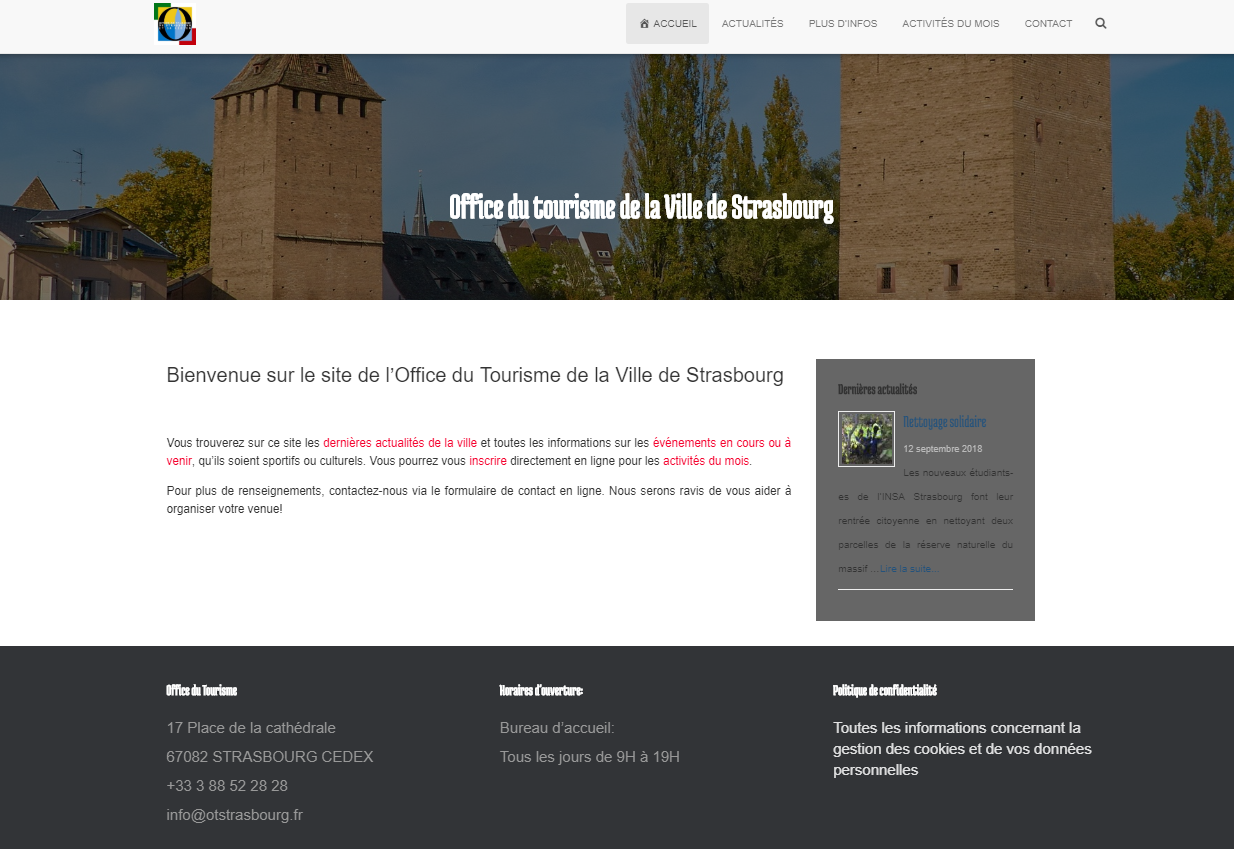 ACCUEIL ACTUALITÉS PLUS D'INFOS ACTIVITÉS DU MOIS CONTACT
Office du tourisme de la Ville de Strasbourg
Bienvenue sur le site de l'Office du Tourisme de la Ville de Strasbourg
Vous trouverez sur ce site les dernières actualités de la ville et toutes les informations sur les événements en cours ou à
venir, qu'ils soient sportifs ou culturels. Vous pourrez vous inscrire directement en ligne pour les activités du mois.
Pour plus de renseignements, contactez-nous via le formulaire de contact en ligne. Nous serons ravis de vous aider à
organiser votre venue!
Dernières actualités
Nettoyage solidaire
12 septembre 2018
Les nouveaux étudiants-
es de l'INSA Strasbourg font leur
rentrée citoyenne en nettoyant deux
parcelles de la réserve naturelle du
massif ... Lire la suite...
Office du Tourisme
17 Place de la cathédrale
67082 STRASBOURG CEDEX
+33 3 88 52 28 28
info@otstrasbourg.fr
Horaires d'ouverture:
Bureau d'accueil:
Tous les jours de 9H à 19H
Politique de confidentialité
Toutes les informations concernant la
gestion des cookies et de vos données
personnelles